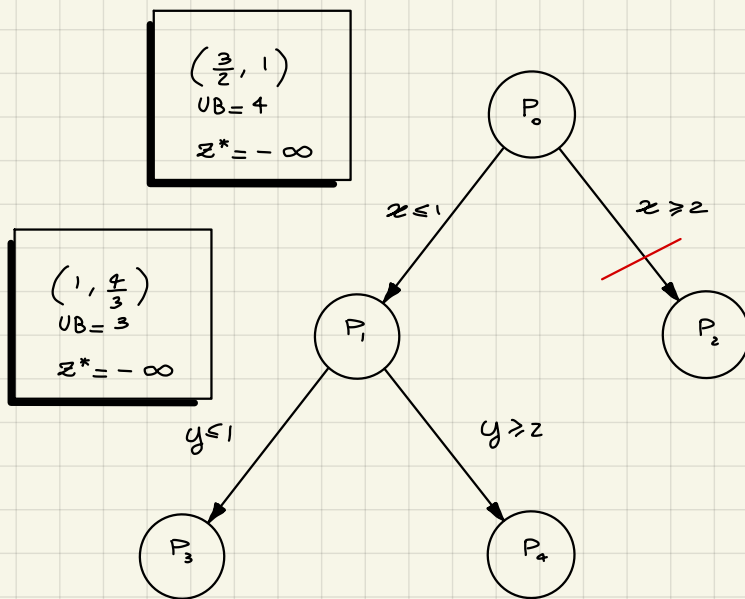 (3/2, 1)
UB = 4
z* = - ∞
P₀
x ≤ 1
x ≥ 2
(1, 4/3)
UB = 3
z* = - ∞
P₁
P₂
y ≤ 1
y ≥ 2
P₃
P₄